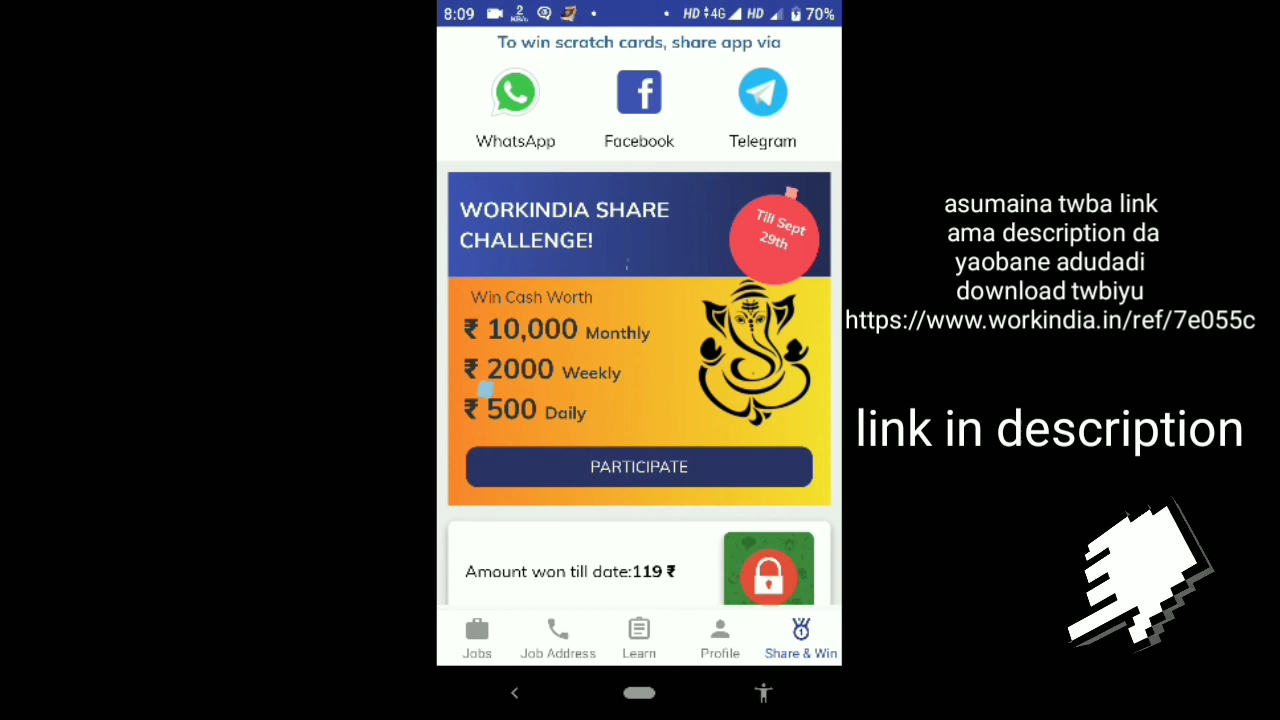 8:09
2
KB/s
HD 4G HD 70%
To win scratch cards, share app via
WhatsApp
Facebook
Telegram
WORKINDIA SHARE
CHALLENGE!
Till Sept
29th
Win Cash Worth
₹ 10,000 Monthly
₹ 2000 Weekly
₹ 500 Daily
PARTICIPATE
Amount won till date:119 ₹
Jobs
Job Address
Learn
Profile
Share & Win
asumaina twba link
ama description da
yaobane adudadi
download twbiyu
https://www.workindia.in/ref/7e055c
link in description